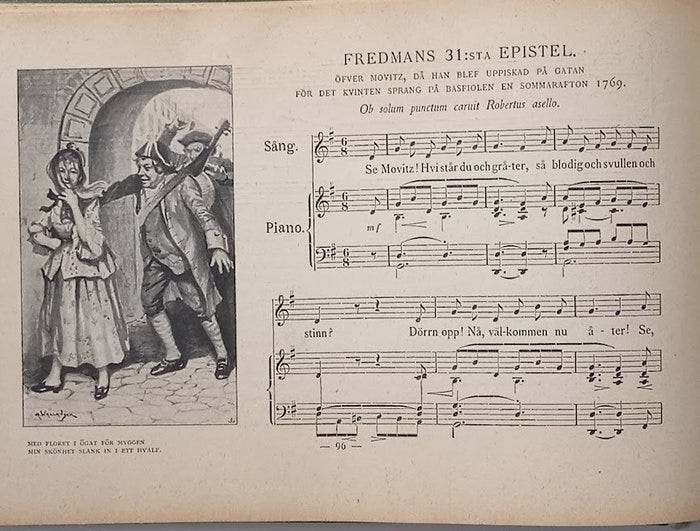 FREDMANS 31:STA EPISTEL.
ÖFVER MOVITZ, DÅ HAN BLEF UPPISKAD PÅ GATAN
FÖR DET KVINTEN SPRANG PÅ BASFIOLEN EN SOMMARAFTON 1769.
Ob solum punctum caruit Robertus asello.
Sång.
Se Movitz! Hvi står du och grå-ter, så blodig och svullen och
Piano.
mf
stinn? Dörrn opp! Nå, väl-kommen nu å - ter! Se,
MED FLORET I ÖGAT FÖR MYGGEN
MIN SKÖNHET SLANK IN I ETT HVALF.
— 96 —